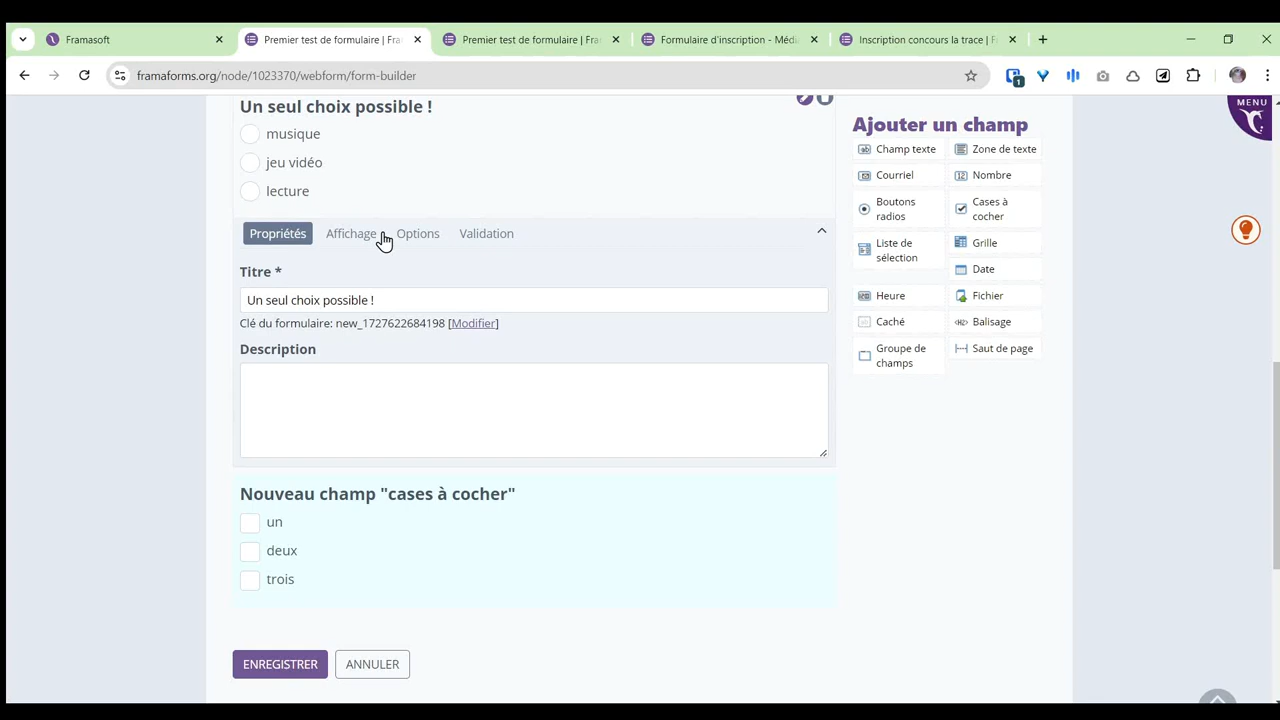 Framasoft
Premier test de formulaire | Fra
Premier test de formulaire | Fra
Formulaire d'inscription - Média
Inscription concours la trace | F
framaforms.org/node/1023370/webform/form-builder
1
MENU
Un seul choix possible !
musique
jeu vidéo
lecture
Propriétés
Affichage
Options
Validation
Titre *
Un seul choix possible !
Clé du formulaire: new_1727622684198 [Modifier]
Description
Nouveau champ "cases à cocher"
un
deux
trois
ENREGISTRER
ANNULER
Ajouter un champ
Champ texte
Zone de texte
Courriel
Nombre
Boutons
radios
Cases à
cocher
Liste de
sélection
Grille
Date
Heure
Fichier
Caché
Balisage
Groupe de
champs
Saut de page